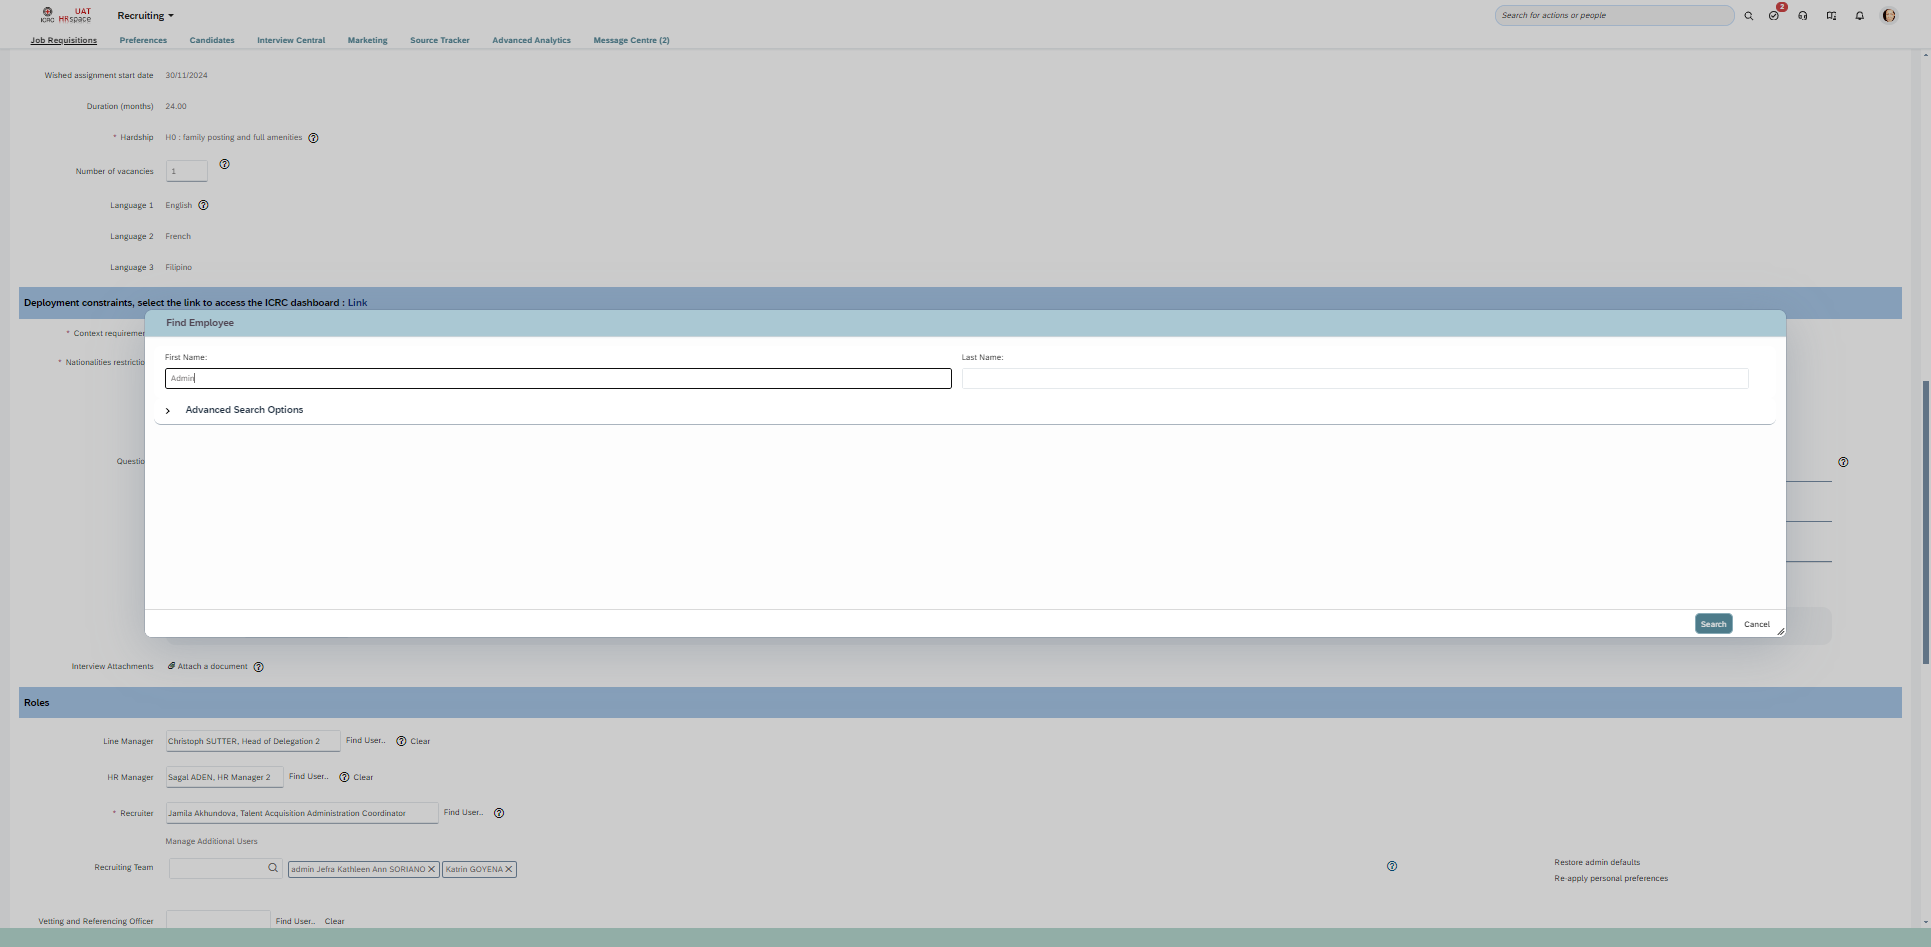 UAT
ICRC HRspace
Recruiting
Search for actions or people
2
Job Requisitions Preferences Candidates Interview Central Marketing Source Tracker Advanced Analytics Message Centre (2)
Wished assignment start date 30/11/2024
Duration (months) 24.00
* Hardship H0 : family posting and full amenities
Number of vacancies 1
Language 1 English
Language 2 French
Language 3 Filipino
Deployment constraints, select the link to access the ICRC dashboard : Link
Find Employee
* Context requiremen
First Name: Last Name:
* Nationalities restrictio
Admin
Advanced Search Options
Questio
Search Cancel
Interview Attachments Attach a document
Roles
Line Manager Christoph SUTTER, Head of Delegation 2 Find User.. Clear
HR Manager Sagal ADEN, HR Manager 2 Find User.. Clear
* Recruiter Jamila Akhundova, Talent Acquisition Administration Coordinator Find User..
Manage Additional Users
Recruiting Team admin Jefra Kathleen Ann SORIANO Katrin GOYENA Restore admin defaults
Re-apply personal preferences
Vetting and Referencing Officer Find User.. Clear